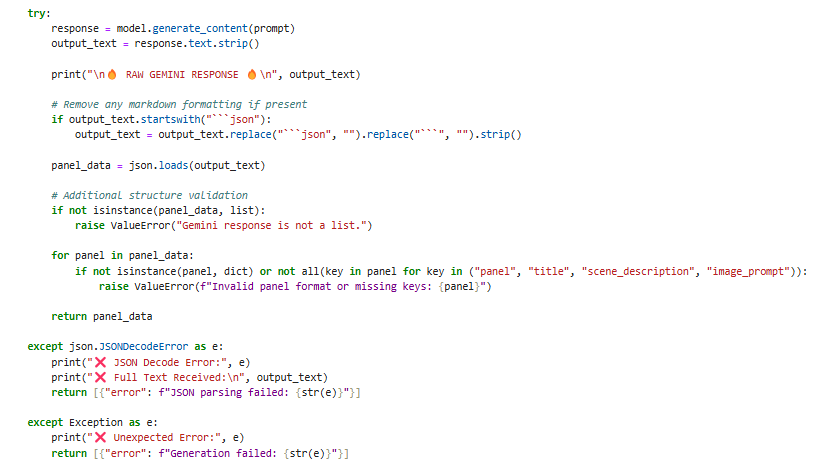 try:
    response = model.generate_content(prompt)
    output_text = response.text.strip()

    print("\n🔥 RAW GEMINI RESPONSE 🔥\n", output_text)

    # Remove any markdown formatting if present
    if output_text.startswith("```json"):
        output_text = output_text.replace("```json", "").replace("```", "").strip()

    panel_data = json.loads(output_text)

    # Additional structure validation
    if not isinstance(panel_data, list):
        raise ValueError("Gemini response is not a list.")

    for panel in panel_data:
        if not isinstance(panel, dict) or not all(key in panel for key in ("panel", "title", "scene_description", "image_prompt")):
            raise ValueError(f"Invalid panel format or missing keys: {panel}")

    return panel_data

except json.JSONDecodeError as e:
    print("❌ JSON Decode Error:", e)
    print("❌ Full Text Received:\n", output_text)
    return [{"error": f"JSON parsing failed: {str(e)}"}]

except Exception as e:
    print("❌ Unexpected Error:", e)
    return [{"error": f"Generation failed: {str(e)}"}]